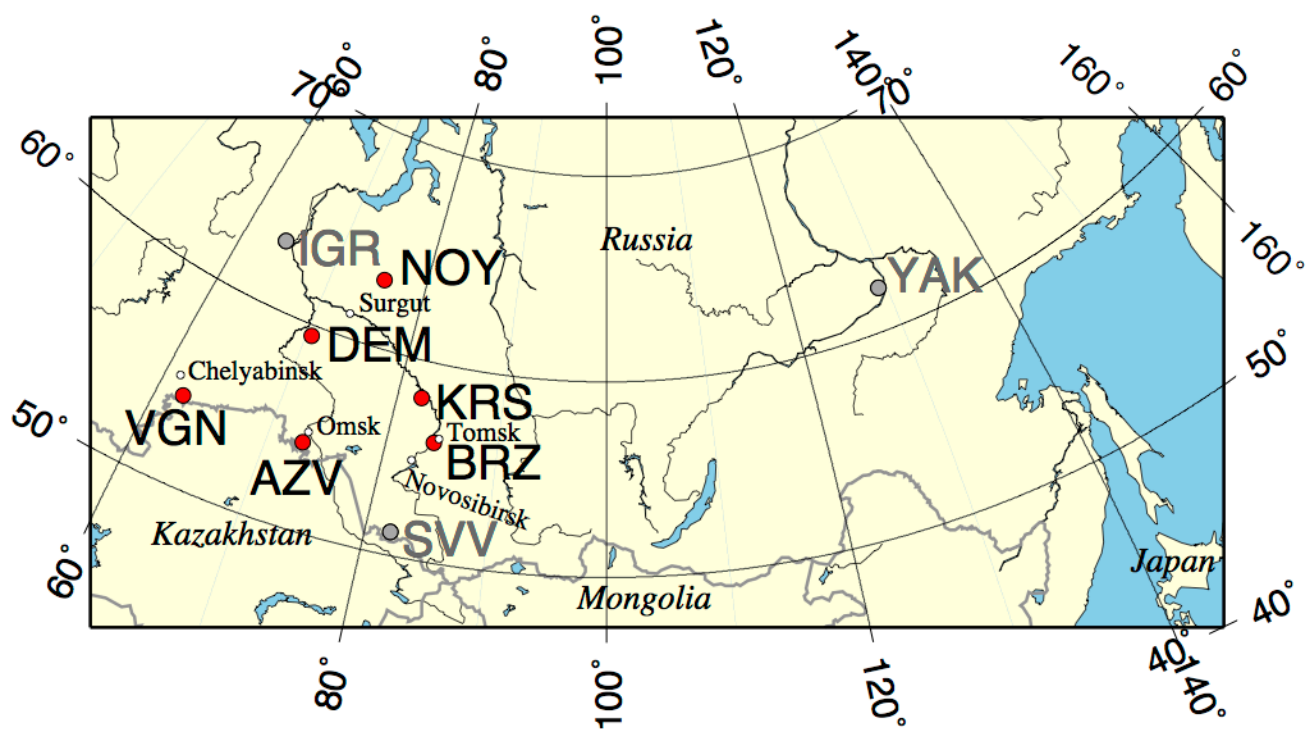 70°
60°
80°
100°
120°
140°
70°
160°
60°
60°
Russia
160°
IGR
NOY
YAK
Surgut
DEM
50°
Chelyabinsk
KRS
50°
VGN
Omsk
Tomsk
AZV
BRZ
Novosibirsk
Kazakhstan
SVV
Japan
60°
Mongolia
40°
40°
80°
100°
120°
140°